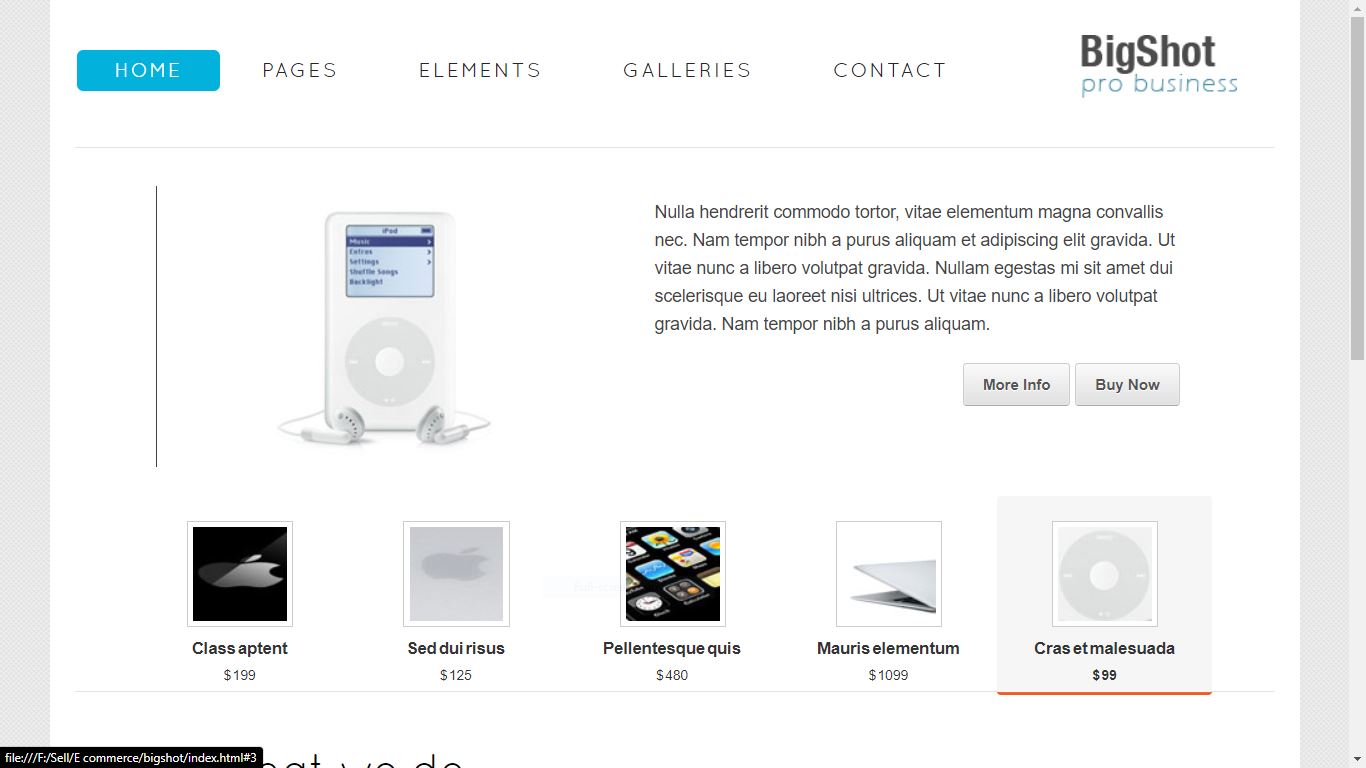 HOME
PAGES
ELEMENTS
GALLERIES
CONTACT
BigShot
pro business
iPod
Music
Extras
Settings
Shuffle Songs
Backlight
Nulla hendrerit commodo tortor, vitae elementum magna convallis
nec. Nam tempor nibh a purus aliquam et adipiscing elit gravida. Ut
vitae nunc a libero volutpat gravida. Nullam egestas mi sit amet dui
scelerisque eu laoreet nisi ultrices. Ut vitae nunc a libero volutpat
gravida. Nam tempor nibh a purus aliquam.
More Info
Buy Now
Class aptent
$199
Sed dui risus
$125
Pellentesque quis
$480
Mauris elementum
$1099
Cras et malesuada
$99
we do
file:///F:/Sell/E commerce/bigshot/index.html#3